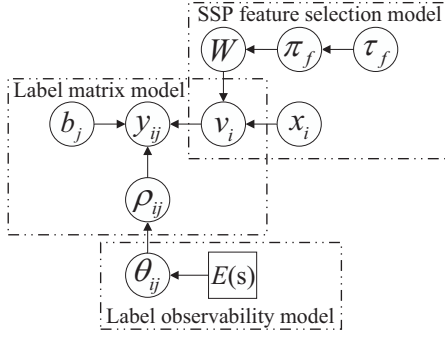 SSP feature selection model
W π_f τ_f
Label matrix model
b_j y_ij v_i x_i
ρ_ij
θ_ij E(s)
Label observability model